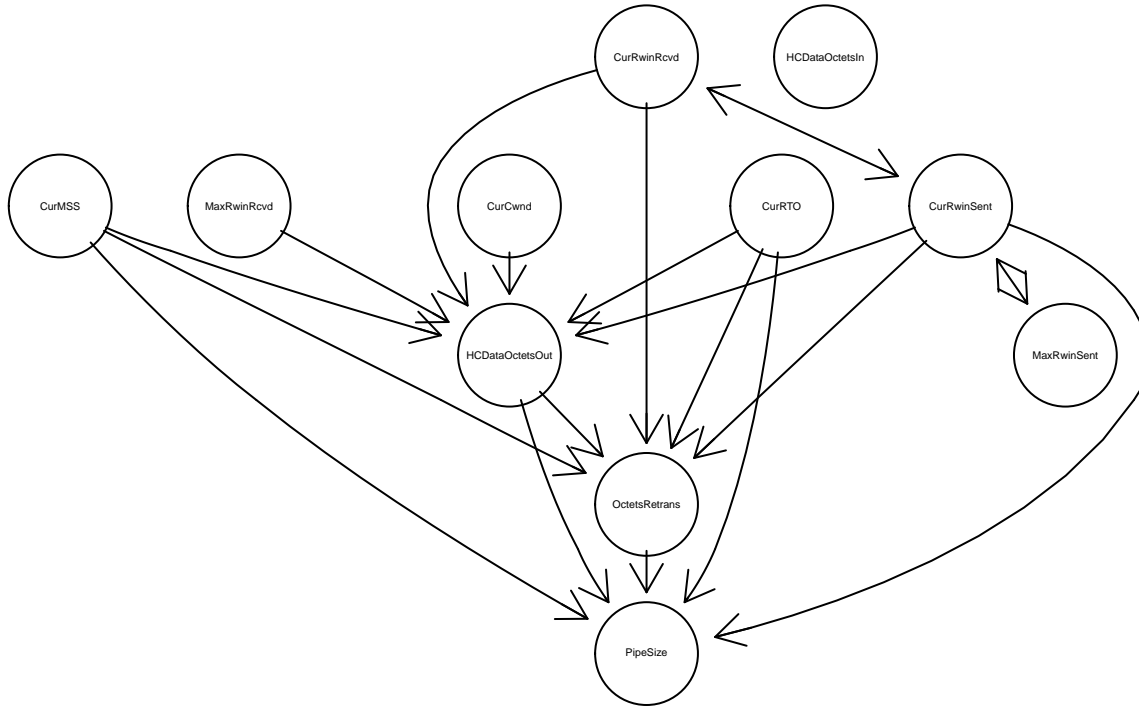 CurRwinRcvd
HCDataOctetsIn
CurMSS
MaxRwinRcvd
CurCwnd
CurRTO
CurRwinSent
HCDataOctetsOut
MaxRwinSent
OctetsRetrans
PipeSize